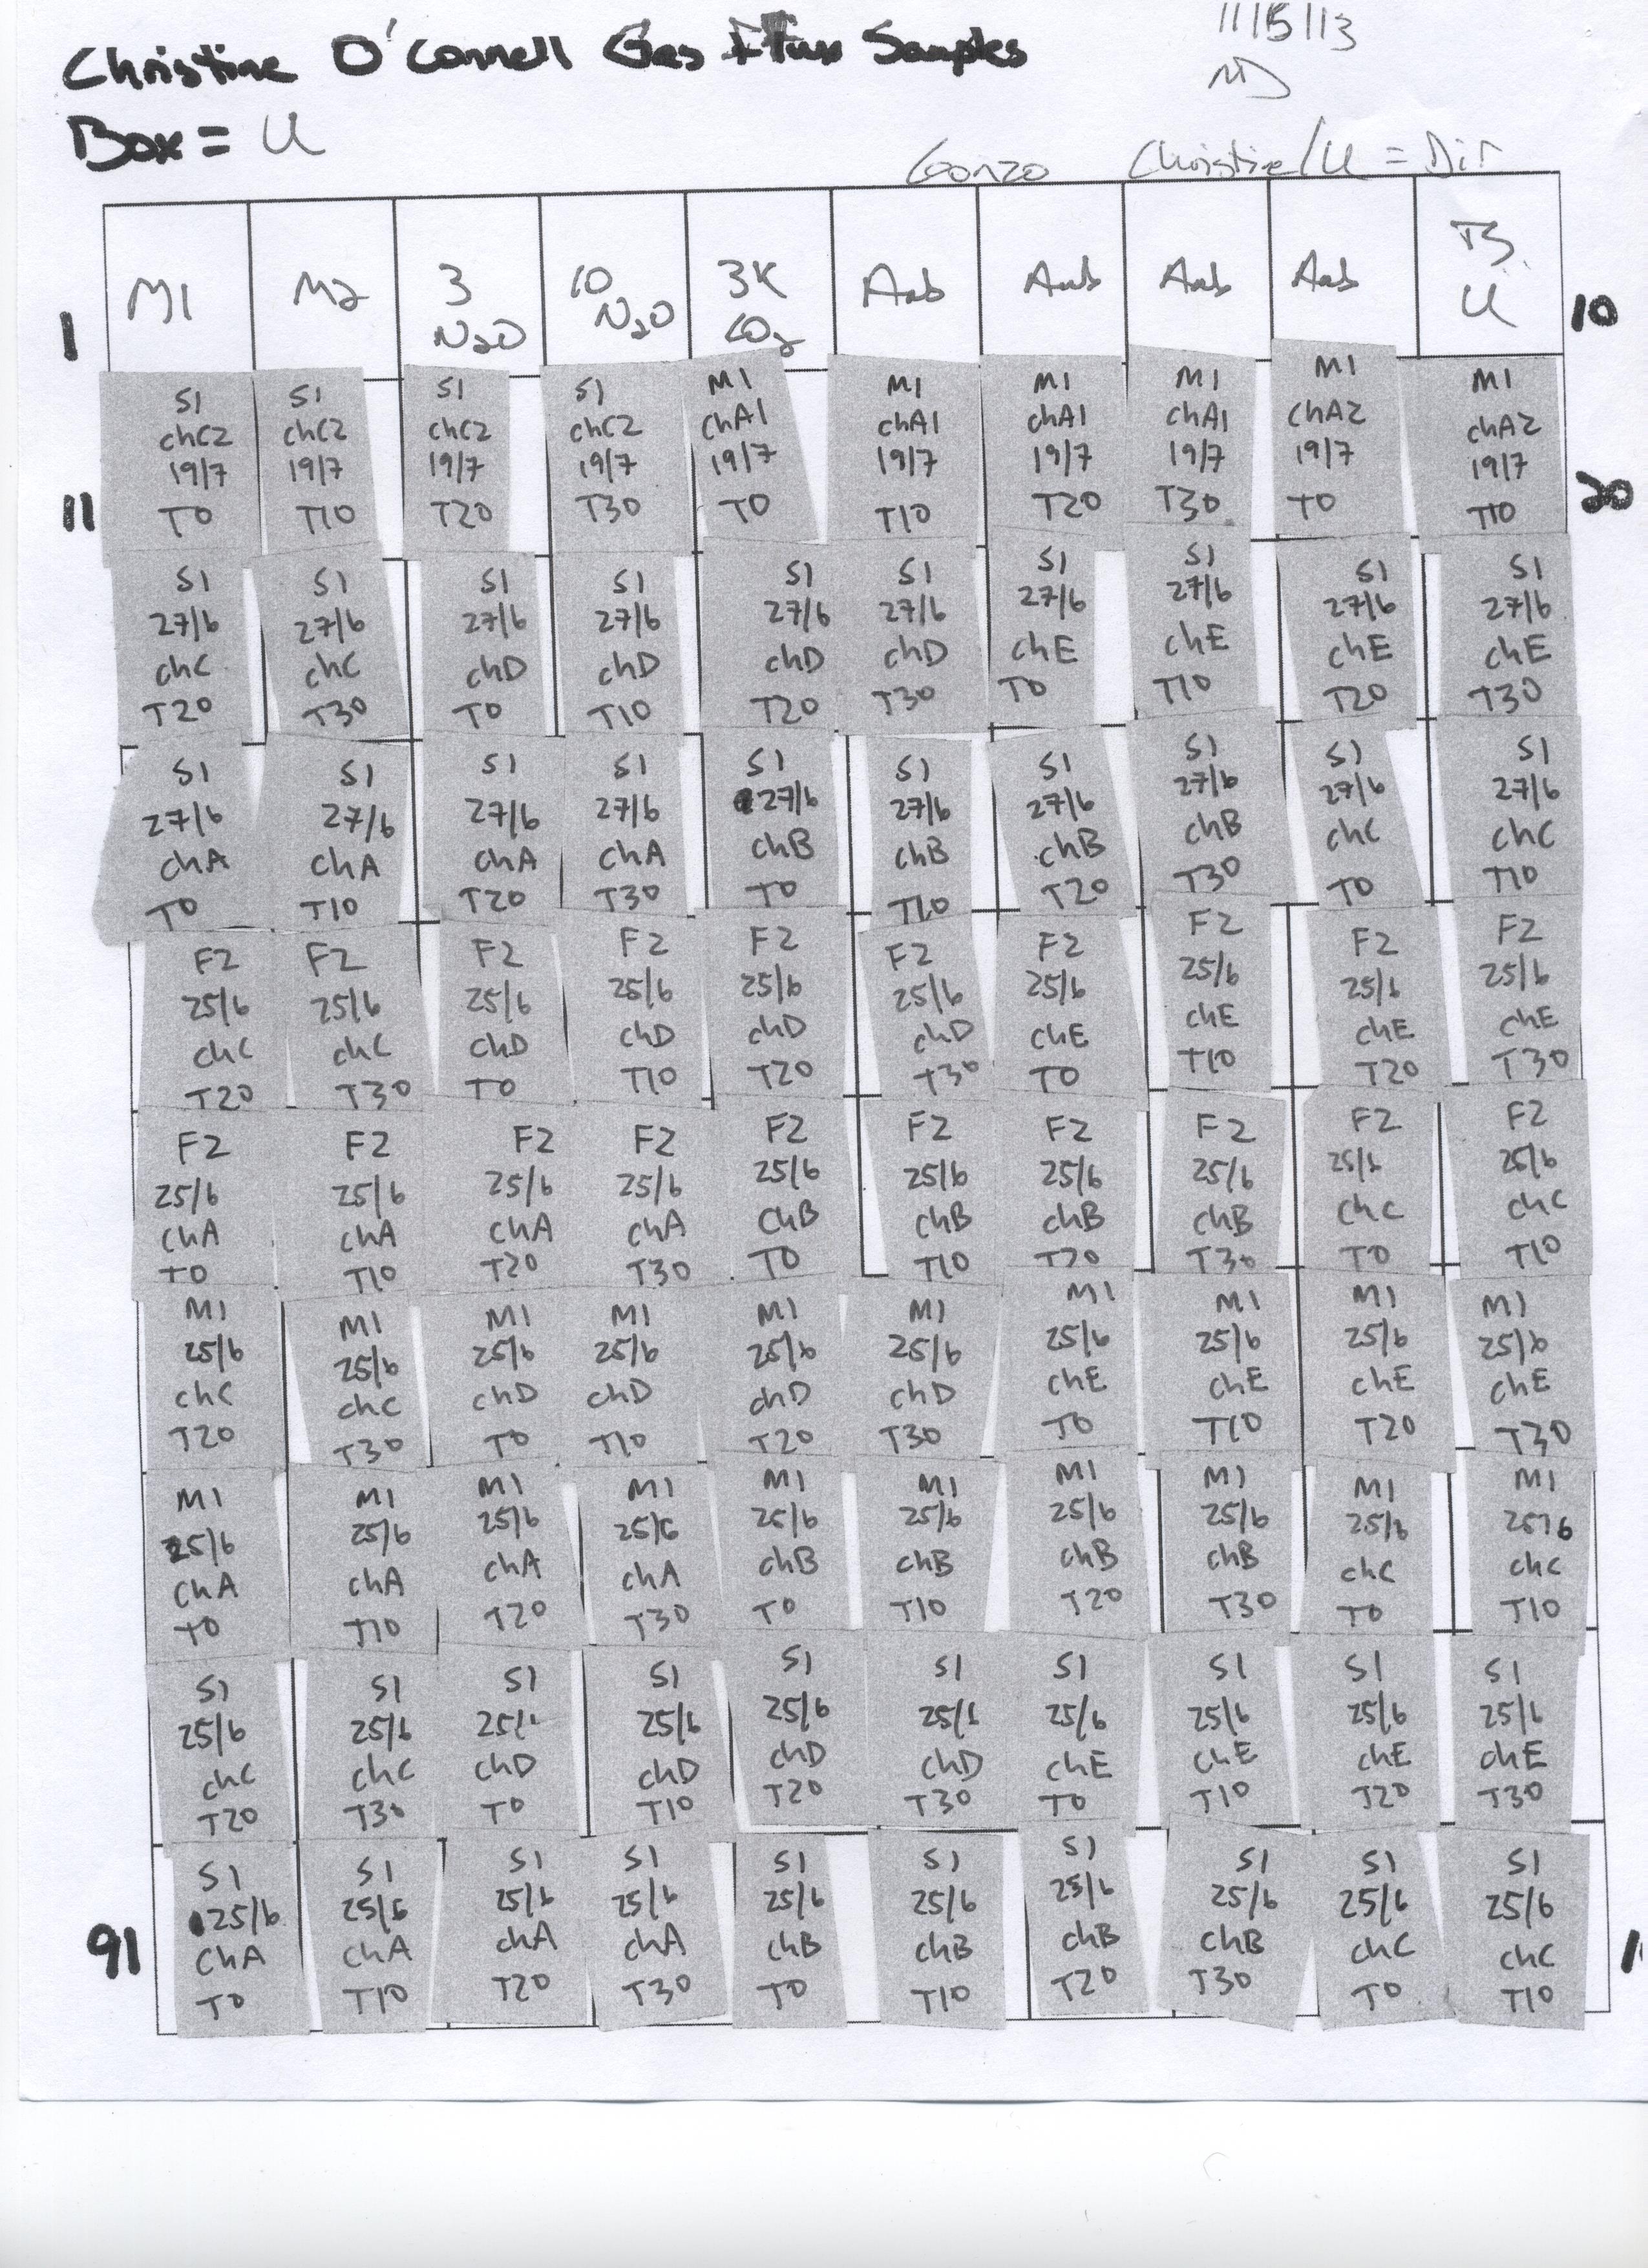 Christine O'Connell Gas Flux Samples
11/15/13
Box = U
Gonzo Christine/U = Dir
1 M1 M2 3 N2O 10 N2O 3K CO2 Amb Amb Amb Amb T3 U 10
S1 S1 S1 S1 M1 M1 M1 M1 M1 M1
chC2 chC2 chC2 chC2 chA1 chA1 chA1 chA1 chA2 chA2
19/7 19/7 19/7 19/7 19/7 19/7 19/7 19/7 19/7 19/7
11 T0 T10 T20 T30 T0 T10 T20 T30 T0 T10 20
S1 S1 S1 S1 S1 S1 S1 S1 S1 S1
27/6 27/6 27/6 27/6 27/6 27/6 27/6 27/6 27/6 27/6
chC chC chD chD chD chD chE chE chE chE
T20 T30 T0 T10 T20 T30 T0 T10 T20 T30
S1 S1 S1 S1 S1 S1 S1 S1 S1 S1
27/6 27/6 27/6 27/6 27/6 27/6 27/6 27/6 27/6 27/6
chA chA chA chA chB chB chB chB chC chC
T0 T10 T20 T30 T0 T10 T20 T30 T0 T10
F2 F2 F2 F2 F2 F2 F2 F2 F2 F2
25/6 25/6 25/6 25/6 25/6 25/6 25/6 25/6 25/6 25/6
chC chC chD chD chD chD chE chE chE chE
T20 T30 T0 T10 T20 T30 T0 T10 T20 T30
F2 F2 F2 F2 F2 F2 F2 F2 F2 F2
25/6 25/6 25/6 25/6 25/6 25/6 25/6 25/6 25/6 25/6
chA chA chA chA chB chB chB chB chC chC
T0 T10 T20 T30 T0 T10 T20 T30 T0 T10
M1 M1 M1 M1 M1 M1 M1 M1 M1 M1
25/6 25/6 25/6 25/6 25/6 25/6 25/6 25/6 25/6 25/6
chC chC chD chD chD chD chE chE chE chE
T20 T30 T0 T10 T20 T30 T0 T10 T20 T30
M1 M1 M1 M1 M1 M1 M1 M1 M1 M1
25/6 25/6 25/6 25/6 25/6 25/6 25/6 25/6 25/6 25/6
chA chA chA chA chB chB chB chB chC chC
T0 T10 T20 T30 T0 T10 T20 T30 T0 T10
S1 S1 S1 S1 S1 S1 S1 S1 S1 S1
25/6 25/6 25/6 25/6 25/6 25/6 25/6 25/6 25/6 25/6
chC chC chD chD chD chD chE chE chE chE
T20 T30 T0 T10 T20 T30 T0 T10 T20 T30
S1 S1 S1 S1 S1 S1 S1 S1 S1 S1
25/6 25/6 25/6 25/6 25/6 25/6 25/6 25/6 25/6 25/6
91 chA chA chA chA chB chB chB chB chC chC
T0 T10 T20 T30 T0 T10 T20 T30 T0 T10